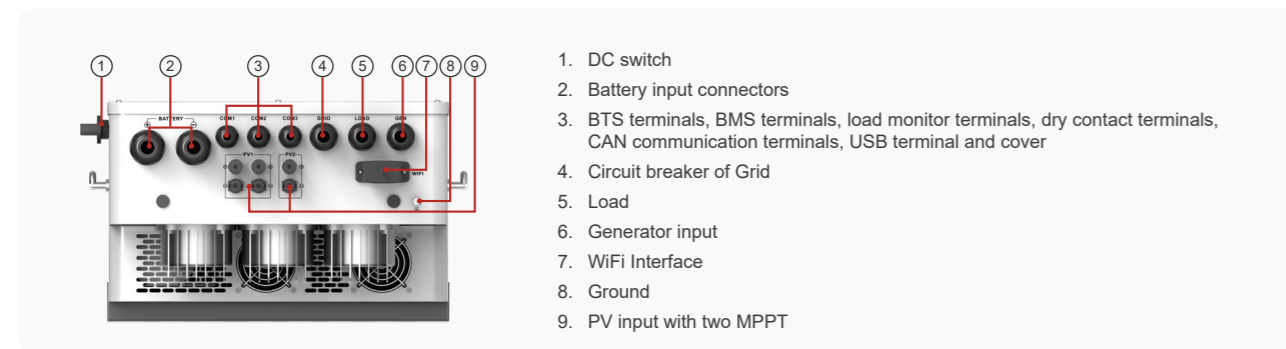 ① ② ③ ④ ⑤ ⑥ ⑦ ⑧ ⑨
BATTERY
COM1 COM2 COM3 GRID LOAD GEN
PV1 PV2
WIFI
1. DC switch
2. Battery input connectors
3. BTS terminals, BMS terminals, load monitor terminals, dry contact terminals,
CAN communication terminals, USB terminal and cover
4. Circuit breaker of Grid
5. Load
6. Generator input
7. WiFi Interface
8. Ground
9. PV input with two MPPT